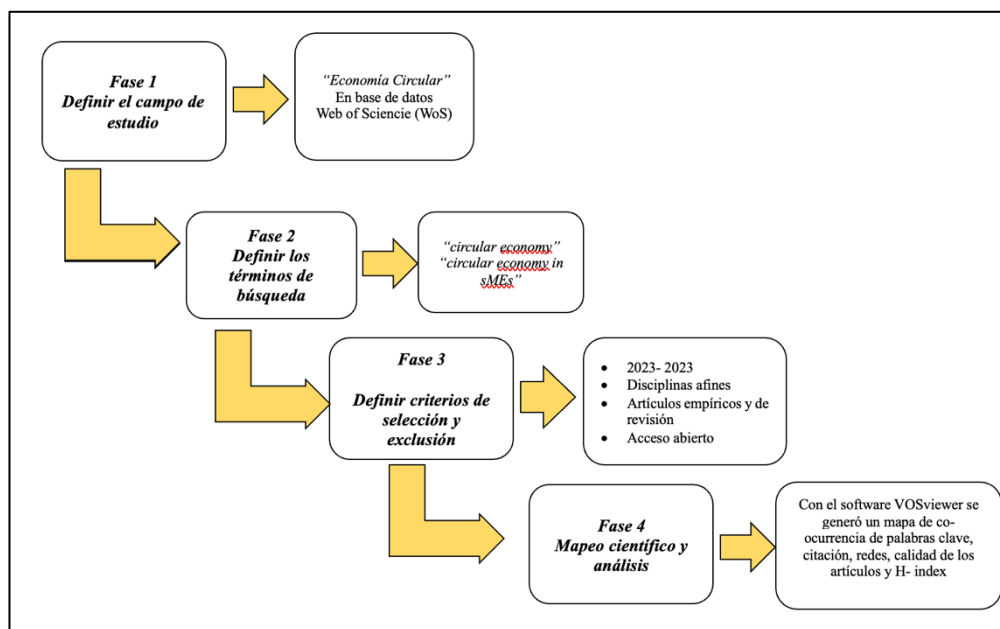 Fase 1
Definir el campo de
estudio
“Economía Circular”
En base de datos
Web of Sciencie (WoS)
Fase 2
Definir los
términos de
búsqueda
“circular economy”
“circular economy in
sMEs”
Fase 3
Definir criterios de
selección y
exclusión
• 2023- 2023
• Disciplinas afines
• Artículos empíricos y de
revisión
• Acceso abierto
Fase 4
Mapeo científico y
análisis
Con el software VOSviewer se
generó un mapa de co-
ocurrencia de palabras clave,
citación, redes, calidad de los
artículos y H- index